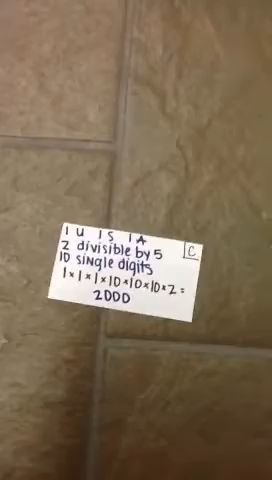 1 U 1 S 1 A
2 divisible by 5
C
10 single digits
1×1×1×10×10×10×2=
2000